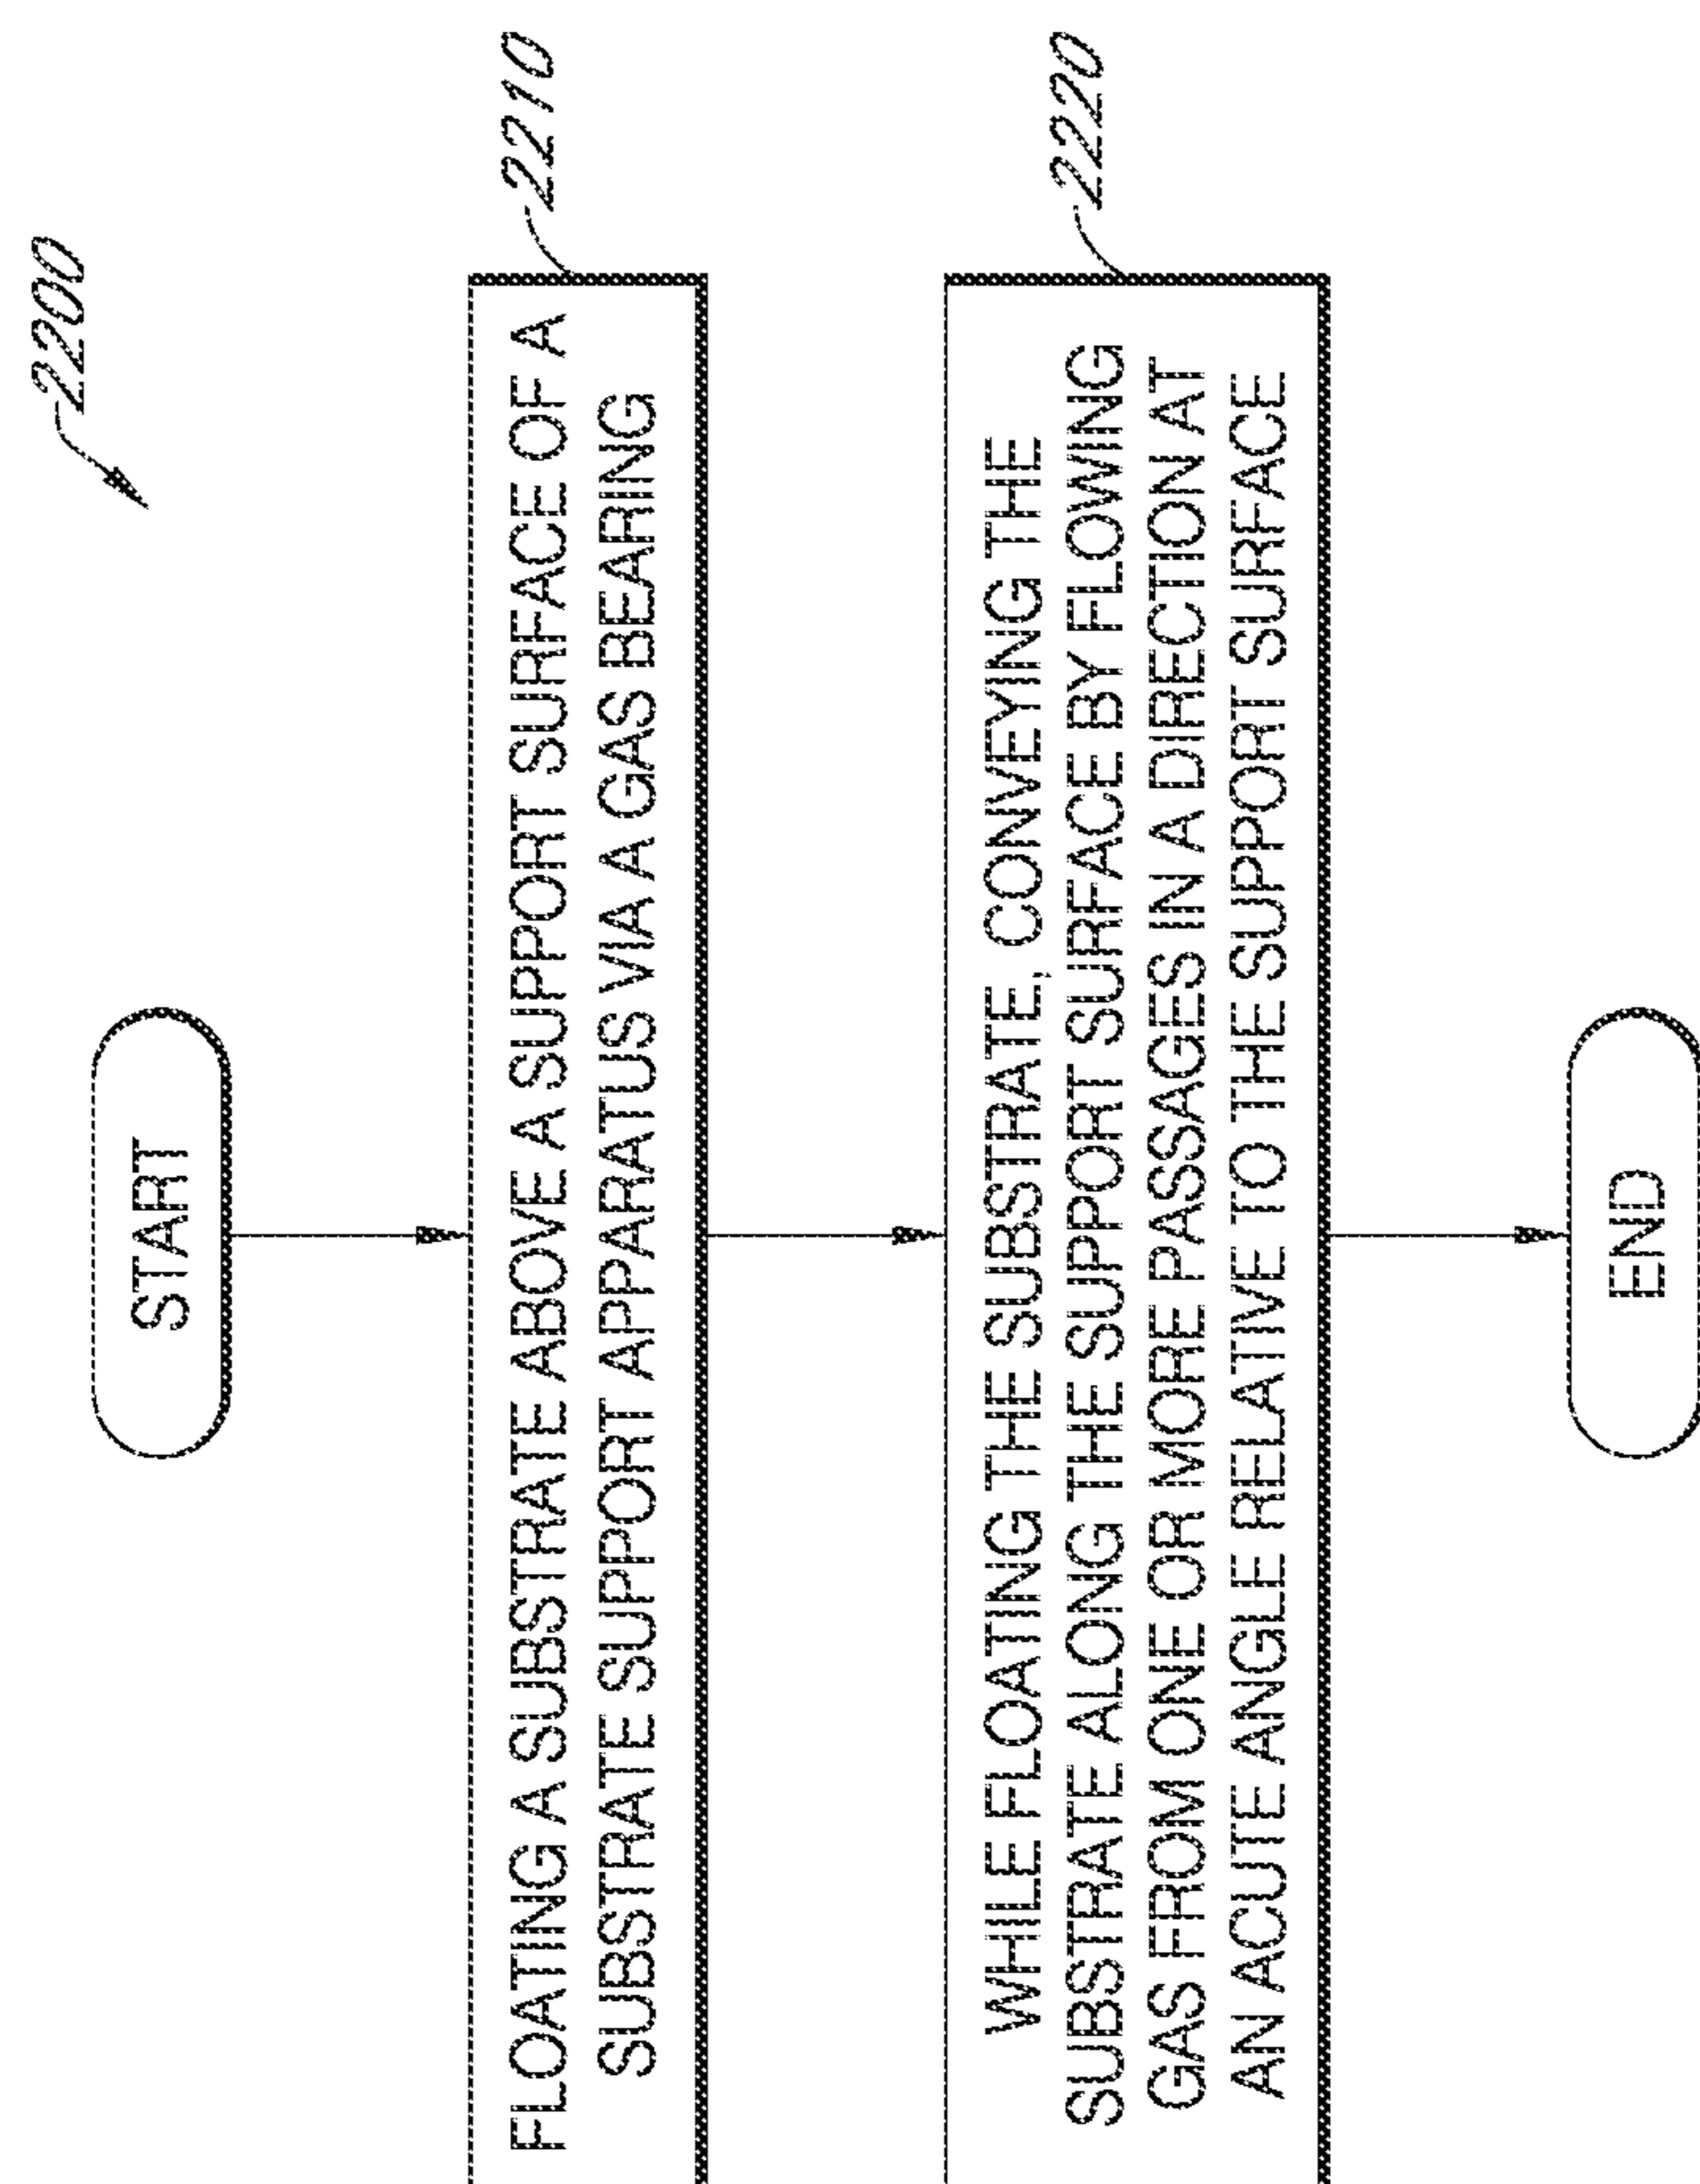 2200
START
2210
FLOATING A SUBSTRATE ABOVE A SUPPORT SURFACE OF A
SUBSTRATE SUPPORT APPARATUS VIA A GAS BEARING
2220
WHILE FLOATING THE SUBSTRATE, CONVEYING THE
SUBSTRATE ALONG THE SUPPORT SURFACE BY FLOWING
GAS FROM ONE OR MORE PASSAGES IN A DIRECTION AT
AN ACUTE ANGLE RELATIVE TO THE SUPPORT SURFACE
END